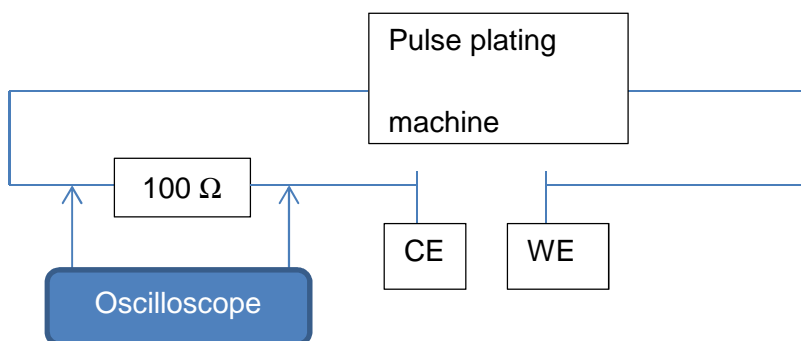 Pulse plating
machine
100 Ω
CE
WE
Oscilloscope